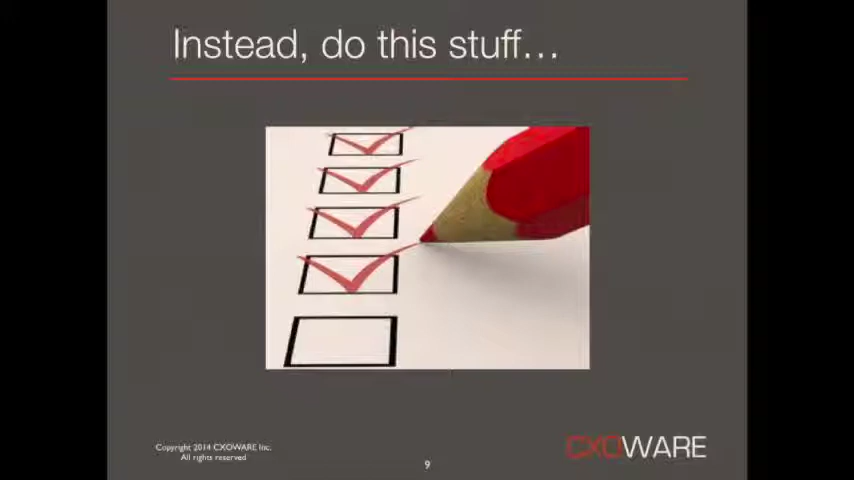 Instead, do this stuff...
Copyright 2014 CXOWARE Inc.
All rights reserved
9
CXOWARE